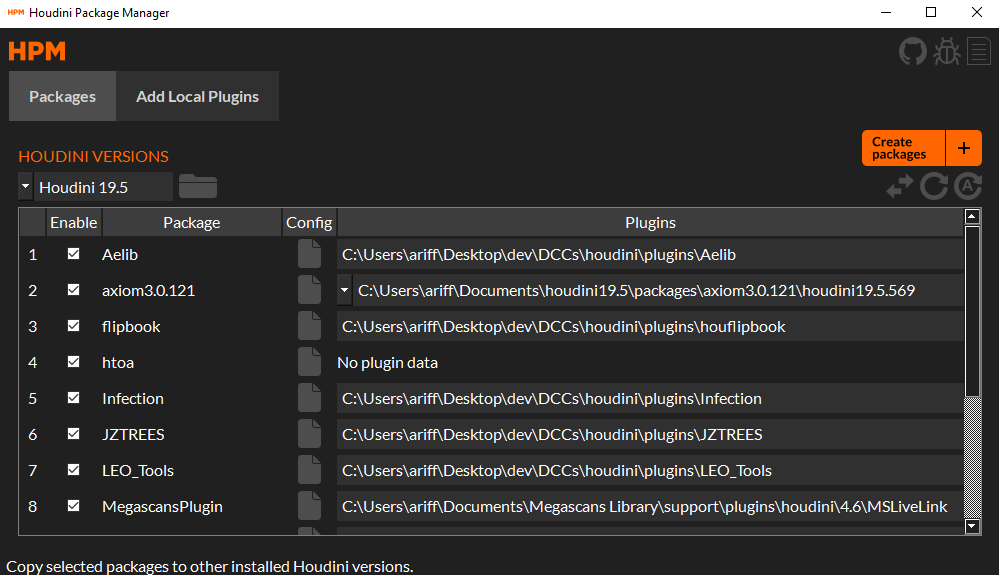 HPM Houdini Package Manager
HPM
Packages Add Local Plugins
HOUDINI VERSIONS
Create
packages +
Houdini 19.5
A
Enable Package Config Plugins
1 Aelib C:\Users\ariff\Desktop\dev\DCCs\houdini\plugins\Aelib
2 axiom3.0.121 C:\Users\ariff\Documents\houdini19.5\packages\axiom3.0.121\houdini19.5.569
3 flipbook C:\Users\ariff\Desktop\dev\DCCs\houdini\plugins\houflipbook
4 htoa No plugin data
5 Infection C:\Users\ariff\Desktop\dev\DCCs\houdini\plugins\Infection
6 JZTREES C:\Users\ariff\Desktop\dev\DCCs\houdini\plugins\JZTREES
7 LEO_Tools C:\Users\ariff\Desktop\dev\DCCs\houdini\plugins\LEO_Tools
8 MegascansPlugin C:\Users\ariff\Documents\Megascans Library\support\plugins\houdini\4.6\MSLiveLink
Copy selected packages to other installed Houdini versions.